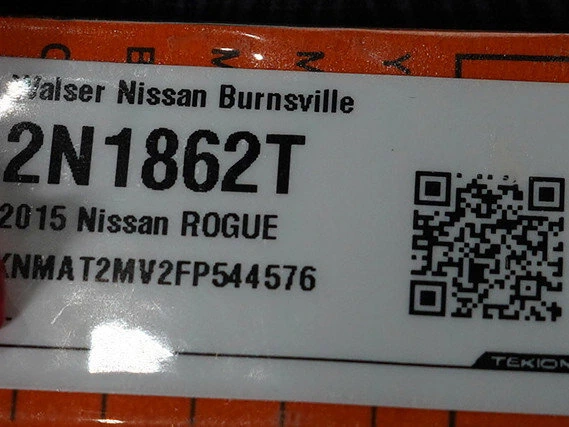 C E M M Y
Walser Nissan Burnsville
2N1862T
2015 Nissan ROGUE
KNMAT2MV2FP544576
TEKION